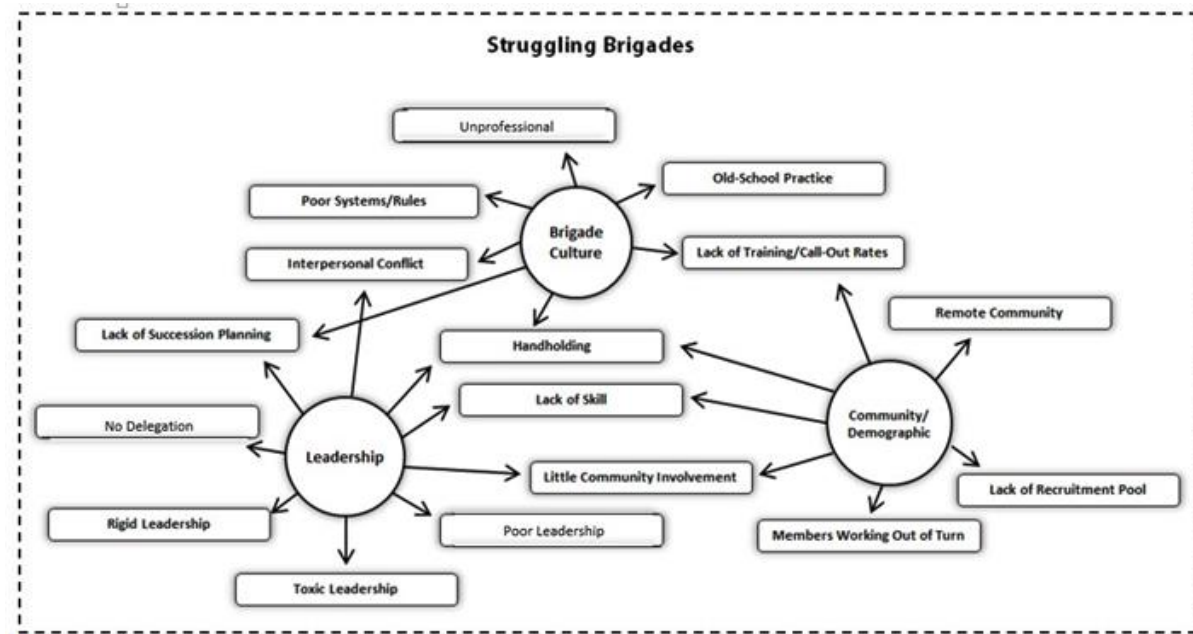 Struggling Brigades
Unprofessional
Old-School Practice
Poor Systems/Rules
Brigade
Culture
Lack of Training/Call-Out Rates
Interpersonal Conflict
Remote Community
Lack of Succession Planning
Handholding
Lack of Skill
Community/
Demographic
No Delegation
Leadership
Little Community Involvement
Lack of Recruitment Pool
Rigid Leadership
Poor Leadership
Members Working Out of Turn
Toxic Leadership